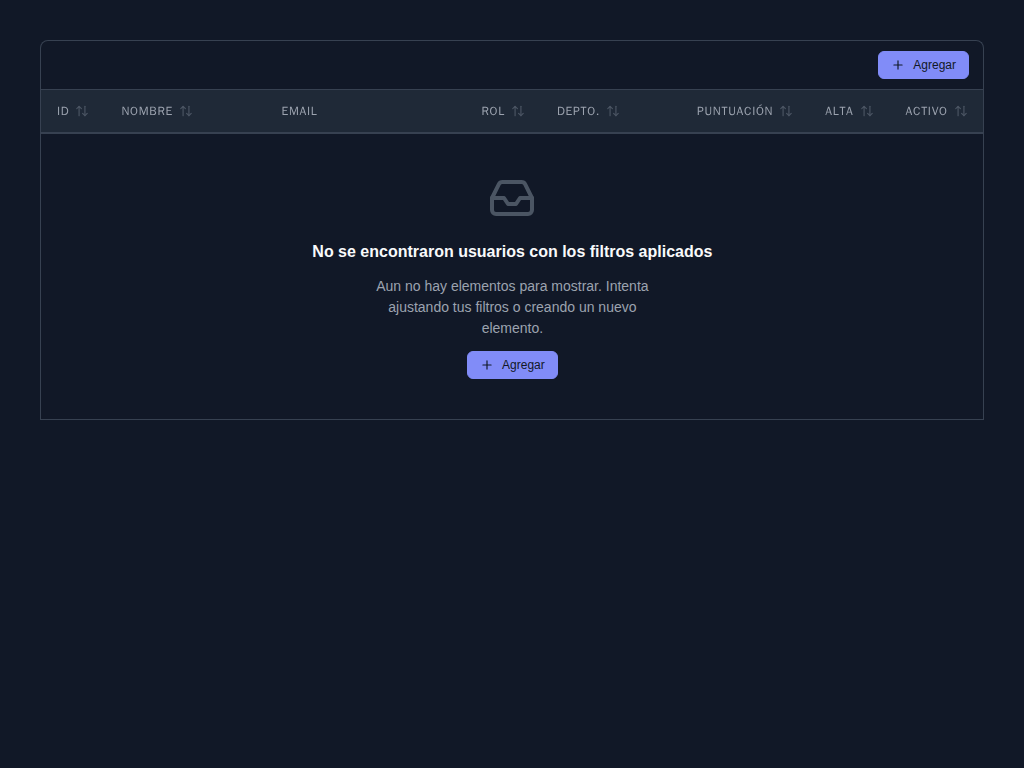 Agregar
ID NOMBRE EMAIL ROL DEPTO. PUNTUACIÓN ALTA ACTIVO
No se encontraron usuarios con los filtros aplicados
Aun no hay elementos para mostrar. Intenta
ajustando tus filtros o creando un nuevo
elemento.
Agregar